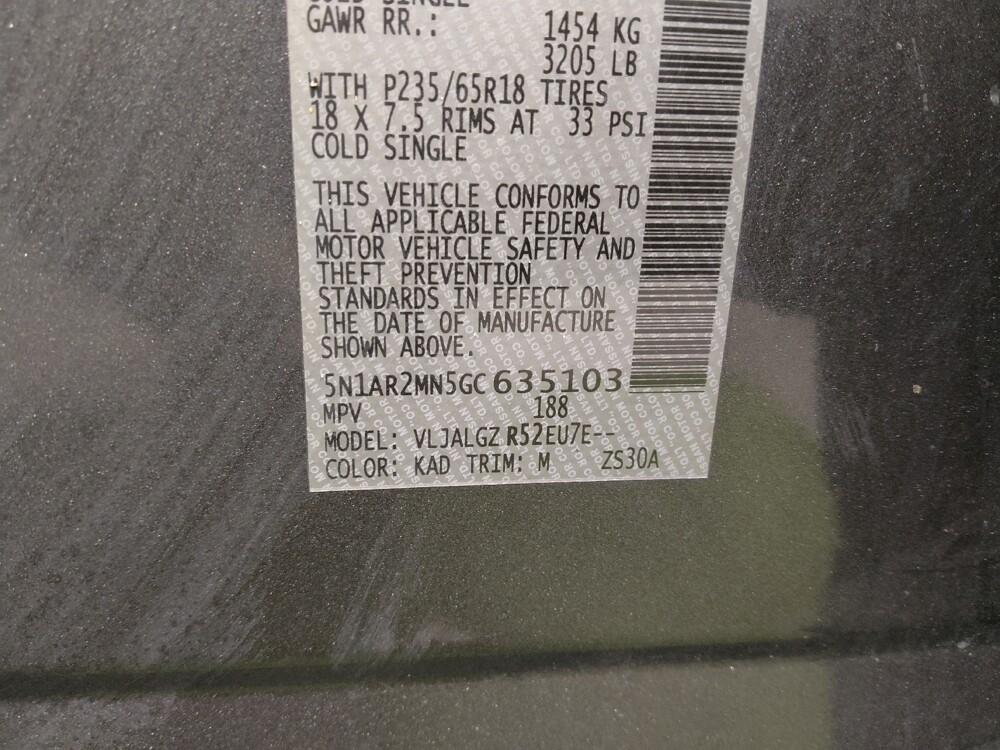 COLD SINGLE
GAWR RR.: 1454 KG
3205 LB
WITH P235/65R18 TIRES
18 X 7.5 RIMS AT 33 PSI
COLD SINGLE
THIS VEHICLE CONFORMS TO
ALL APPLICABLE FEDERAL
MOTOR VEHICLE SAFETY AND
THEFT PREVENTION
STANDARDS IN EFFECT ON
THE DATE OF MANUFACTURE
SHOWN ABOVE.
5N1AR2MN5GC635103
MPV 188
MODEL: VLJALGZ R52EU7E--
COLOR: KAD TRIM: M ZS30A